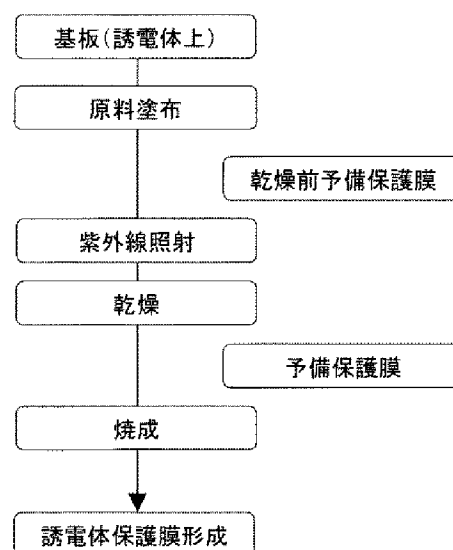 基板(誘電体上)
原料塗布
乾燥前予備保護膜
紫外線照射
乾燥
予備保護膜
焼成
誘電体保護膜形成